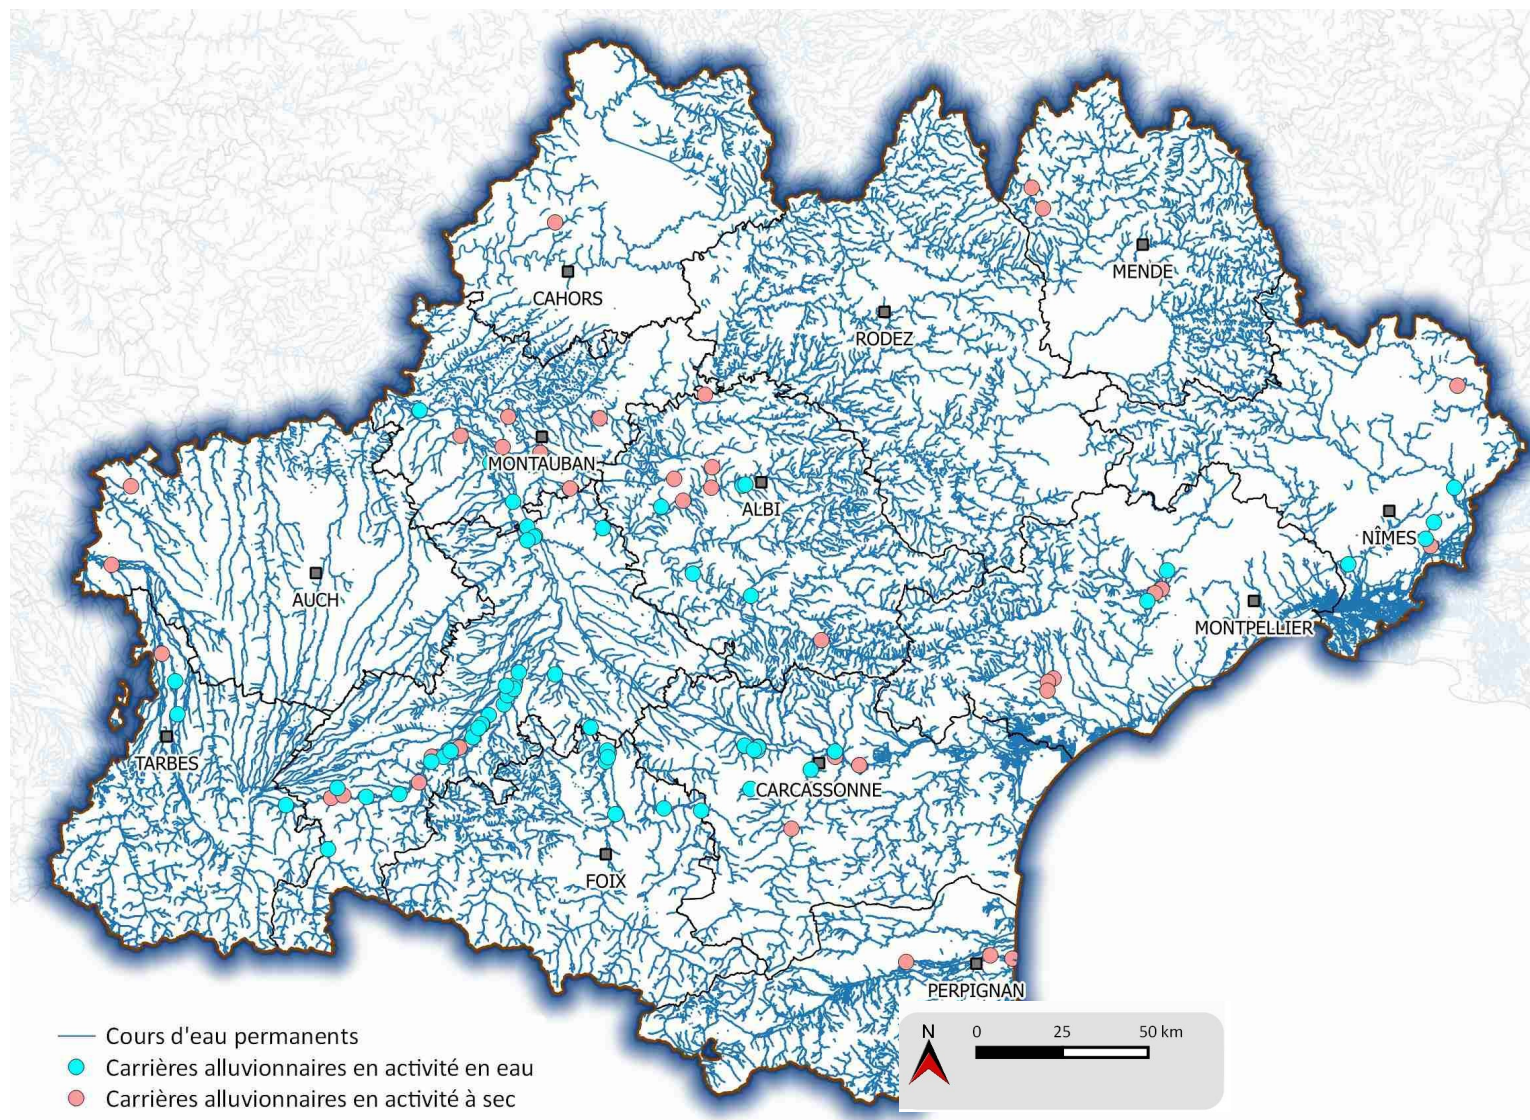 MENDE
CAHORS
RODEZ
MONTAUBAN
ALBI
NÎMES
AUCH
MONTPELLIER
TARBES
CARCASSONNE
FOIX
PERPIGNAN
Cours d'eau permanents
Carrières alluvionnaires en activité en eau
Carrières alluvionnaires en activité à sec
N
0 25 50 km